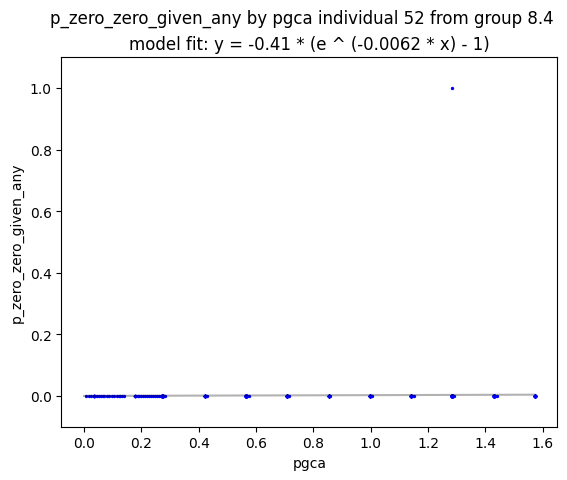 p_zero_zero_given_any by pgca individual 52 from group 8.4
model fit: y = -0.41 * (e ^ (-0.0062 * x) - 1)
1.0
0.8
0.6
0.4
0.2
0.0
p_zero_zero_given_any
0.0 0.2 0.4 0.6 0.8 1.0 1.2 1.4 1.6
pgca